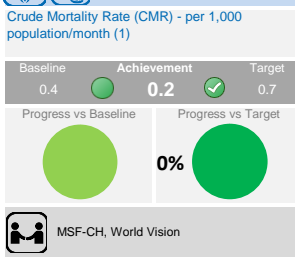 Crude Mortality Rate (CMR) - per 1,000
population/month (1)
Baseline Achievement Target
0.4 0.2 0.7
Progress vs Baseline Progress vs Target
0%
MSF-CH, World Vision